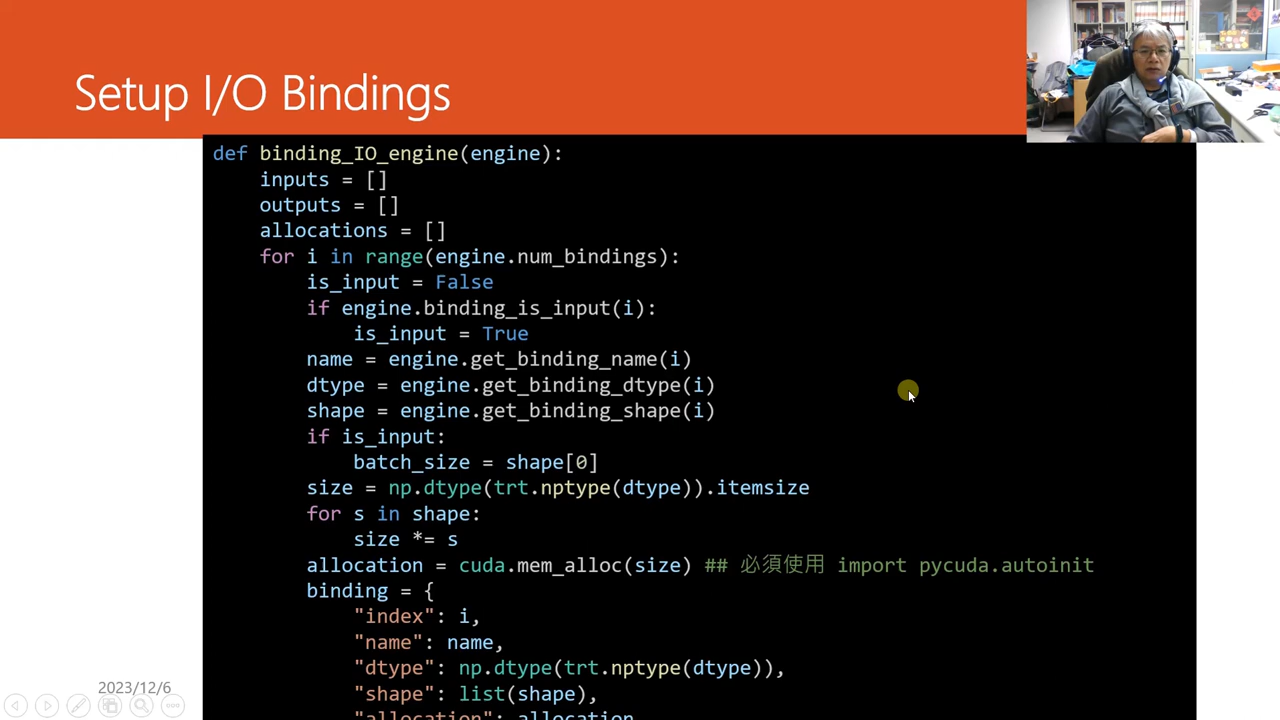 Setup I/O Bindings
def binding_IO_engine(engine):
    inputs = []
    outputs = []
    allocations = []
    for i in range(engine.num_bindings):
        is_input = False
        if engine.binding_is_input(i):
            is_input = True
        name = engine.get_binding_name(i)
        dtype = engine.get_binding_dtype(i)
        shape = engine.get_binding_shape(i)
        if is_input:
            batch_size = shape[0]
        size = np.dtype(trt.nptype(dtype)).itemsize
        for s in shape:
            size *= s
        allocation = cuda.mem_alloc(size) ## 必須使用 import pycuda.autoinit
        binding = {
            "index": i,
            "name": name,
            "dtype": np.dtype(trt.nptype(dtype)),
            "shape": list(shape),
            "allocation": allocation
2023/12/6